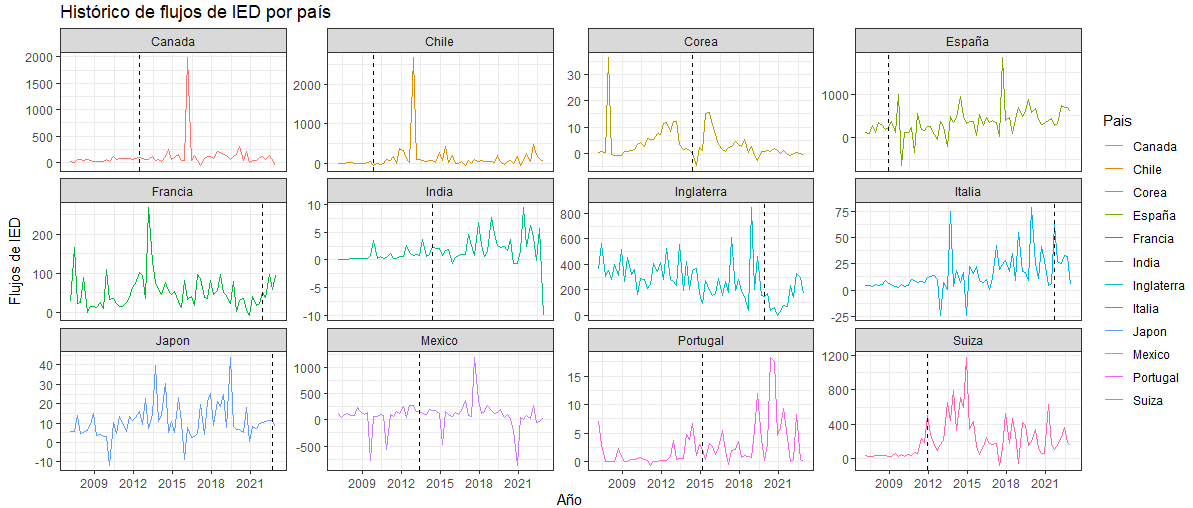 Histórico de flujos de IED por país
Canada
Chile
Corea
España
2000
1500
1000
500
0
2000
1000
0
30
20
10
0
1000
0
Francia
India
Inglaterra
Italia
200
100
0
10
5
0
-5
-10
800
600
400
200
0
75
50
25
0
-25
Japon
Mexico
Portugal
Suiza
40
30
20
10
0
-10
1000
500
0
-500
15
10
5
0
1200
800
400
0
2009 2012 2015 2018 2021
2009 2012 2015 2018 2021
2009 2012 2015 2018 2021
2009 2012 2015 2018 2021
Año
Flujos de IED
Pais
Canada
Chile
Corea
España
Francia
India
Inglaterra
Italia
Japon
Mexico
Portugal
Suiza